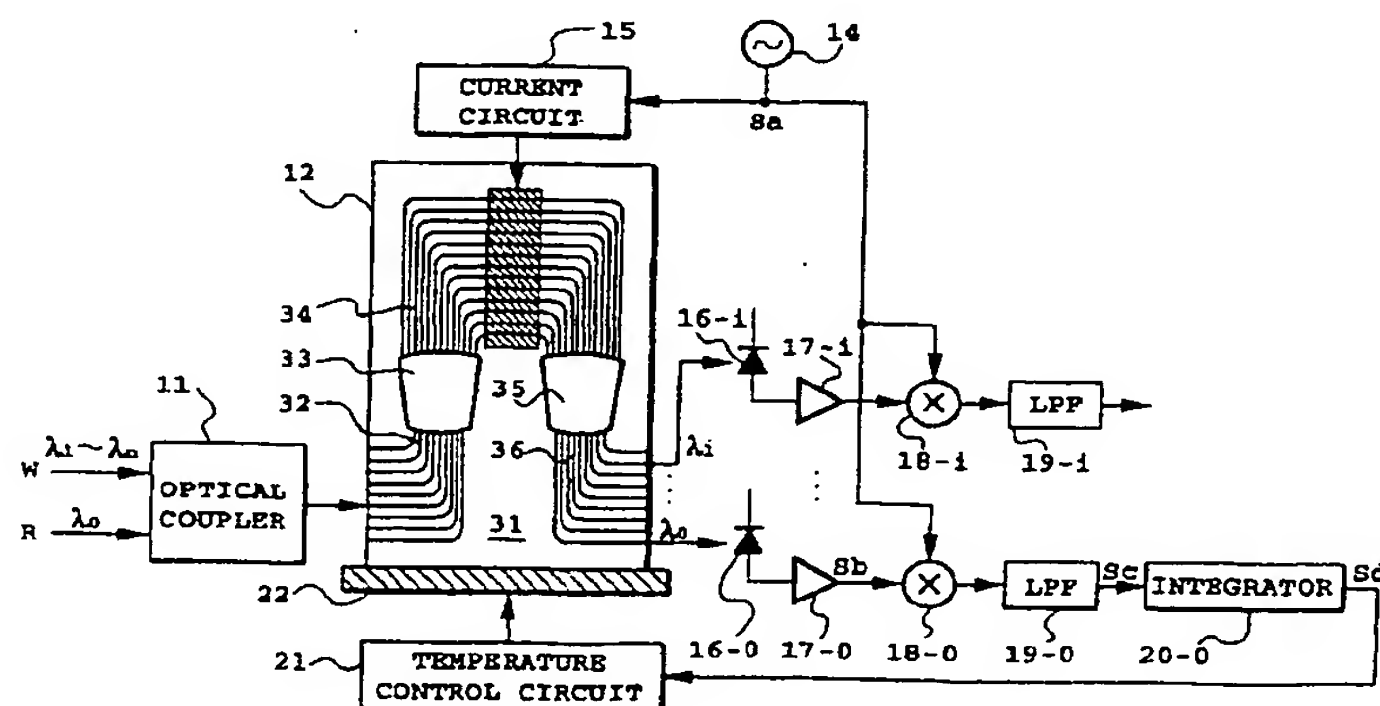 15
14
CURRENT
CIRCUIT
Sa
12
34
33
32
35
36
31
11
λ1~λn
W
OPTICAL
COUPLER
R
λ0
16-i
17-i
λi
LPF
18-i
19-i
λ0
Sb
LPF
Sc
INTEGRATOR
Sd
22
16-0
17-0
18-0
19-0
20-0
21
TEMPERATURE
CONTROL CIRCUIT